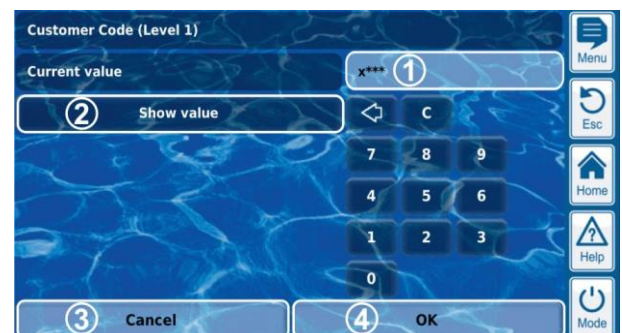 Customer Code (Level 1)
Current value
x*** ①
② Show value
C
7 8 9
4 5 6
1 2 3
0
③ Cancel
④ OK
Menu
Esc
Home
? Help
Mode